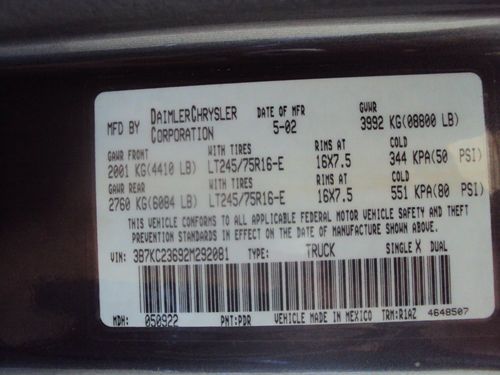 MFD BY DAIMLERCHRYSLER CORPORATION DATE OF MFR 5-02 GVWR 3992 KG(08800 LB)
GAWR FRONT WITH TIRES RIMS AT COLD
2001 KG(4410 LB) LT245/75R16-E 16X7.5 344 KPA(50 PSI)
GAWR REAR WITH TIRES RIMS AT COLD
2760 KG(6084 LB) LT245/75R16-E 16X7.5 551 KPA(80 PSI)
THIS VEHICLE CONFORMS TO ALL APPLICABLE FEDERAL MOTOR VEHICLE SAFETY AND THEFT
PREVENTION STANDARDS IN EFFECT ON THE DATE OF MANUFACTURE SHOWN ABOVE.
VIN: 3B7KC23692M292081 TYPE: TRUCK SINGLE X DUAL
MDH: 050922 PNT:PDR VEHICLE MADE IN MEXICO TRM:R1AZ 4648507